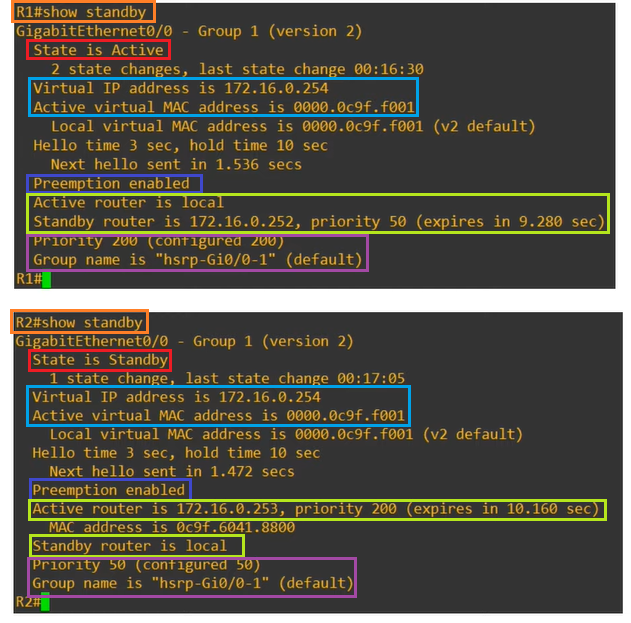 R1#show standby
GigabitEthernet0/0 - Group 1 (version 2)
State is Active
2 state changes, last state change 00:16:30
Virtual IP address is 172.16.0.254
Active virtual MAC address is 0000.0c9f.f001
Local virtual MAC address is 0000.0c9f.f001 (v2 default)
Hello time 3 sec, hold time 10 sec
Next hello sent in 1.536 secs
Preemption enabled
Active router is local
Standby router is 172.16.0.252, priority 50 (expires in 9.280 sec)
Priority 200 (configured 200)
Group name is "hsrp-Gi0/0-1" (default)
R1#
R2#show standby
GigabitEthernet0/0 - Group 1 (version 2)
State is Standby
1 state change, last state change 00:17:05
Virtual IP address is 172.16.0.254
Active virtual MAC address is 0000.0c9f.f001
Local virtual MAC address is 0000.0c9f.f001 (v2 default)
Hello time 3 sec, hold time 10 sec
Next hello sent in 1.472 secs
Preemption enabled
Active router is 172.16.0.253, priority 200 (expires in 10.160 sec)
MAC address is 0c9f.6041.8800
Standby router is local
Priority 50 (configured 50)
Group name is "hsrp-Gi0/0-1" (default)
R2#